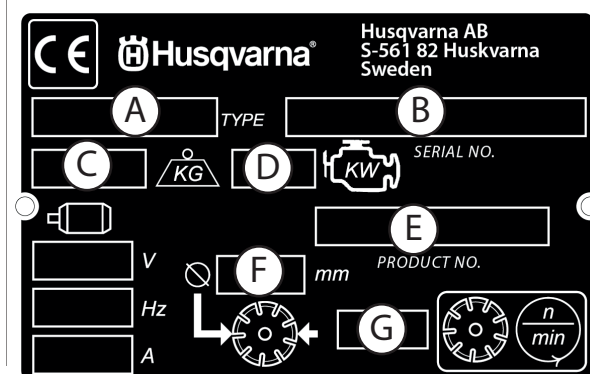 CE
Husqvarna®
Husqvarna AB
S-561 82 Huskvarna
Sweden
A
TYPE
B
SERIAL NO.
C
KG
D
KW
E
PRODUCT NO.
V
F
mm
Hz
G
n
min
A